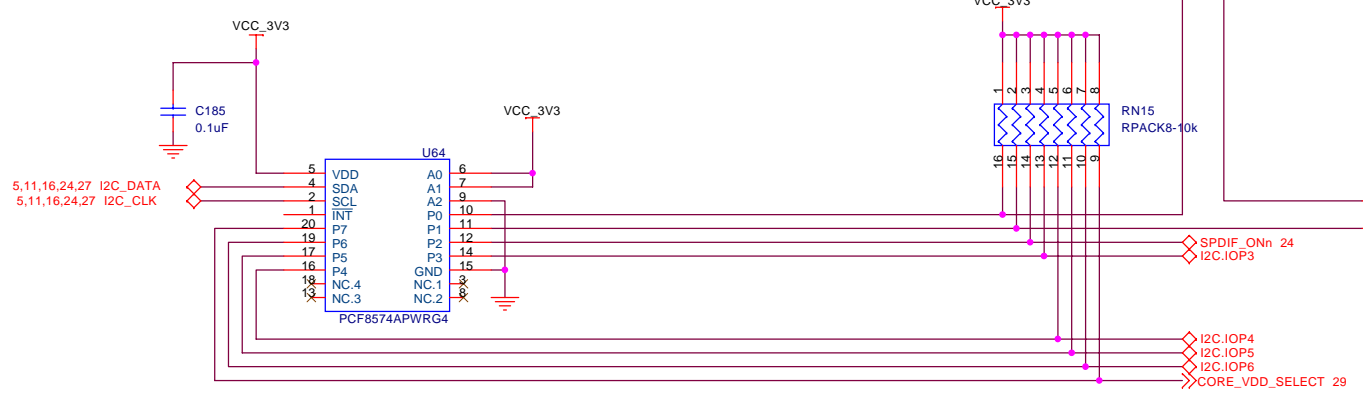 VCC_3V3
VCC_3V3
C185
0.1uF
VCC_3V3
1 2 3 4 5 6 7 8
RN15
RPACK8-10k
16 15 14 13 12 11 10 9
U64
5 VDD A0 6
5,11,16,24,27 I2C_DATA 4 SDA A1 7
5,11,16,24,27 I2C_CLK 2 SCL A2 9
1 INT P0 10
20 P7 P1 11
19 P6 P2 12 SPDIF_ONn 24
17 P5 P3 14 I2C.IOP3
16 P4 GND 15
18 NC.4 NC.1 3
13 NC.3 NC.2 8
PCF8574APWRG4
I2C.IOP4
I2C.IOP5
I2C.IOP6
CORE_VDD_SELECT 29